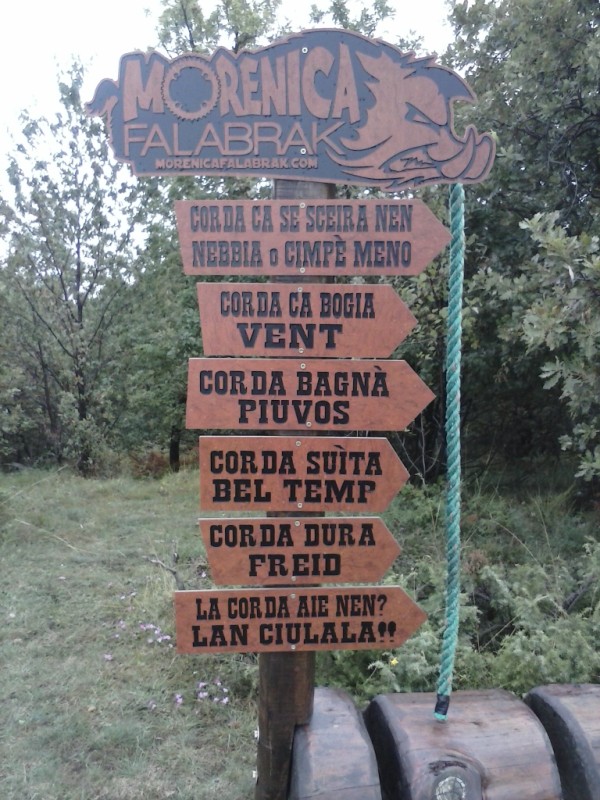 MORENICA
FALABRAK
MORENICAFALABRAK.COM
CORDA CA SE SCEIRA NEN
NEBBIA o CIMPÈ MENO
CORDA CA BOGIA
VENT
CORDA BAGNÀ
PIUVOS
CORDA SUÌTA
BEL TEMP
CORDA DURA
FREID
LA CORDA AIE NEN?
LAN CIULALA!!